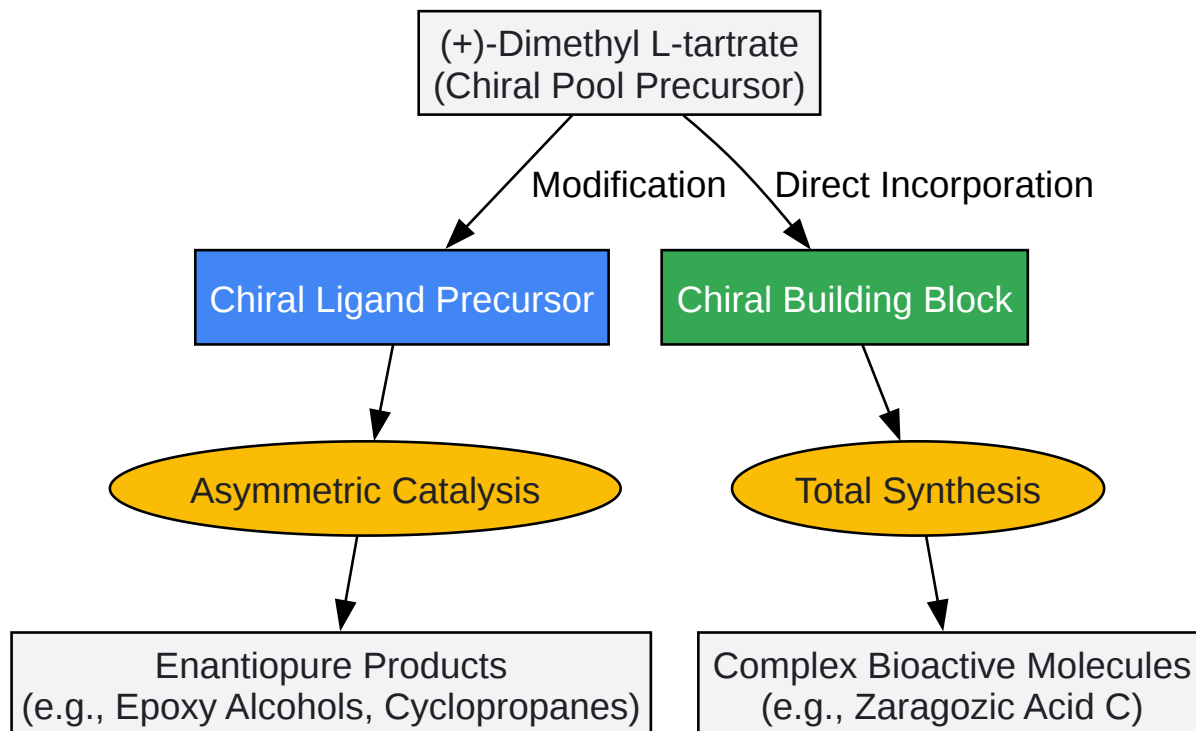 (+)-Dimethyl L-tartrate
(Chiral Pool Precursor)
Modification
Direct Incorporation
Chiral Ligand Precursor
Chiral Building Block
Asymmetric Catalysis
Total Synthesis
Enantiopure Products
(e.g., Epoxy Alcohols, Cyclopropanes)
Complex Bioactive Molecules
(e.g., Zaragozic Acid C)